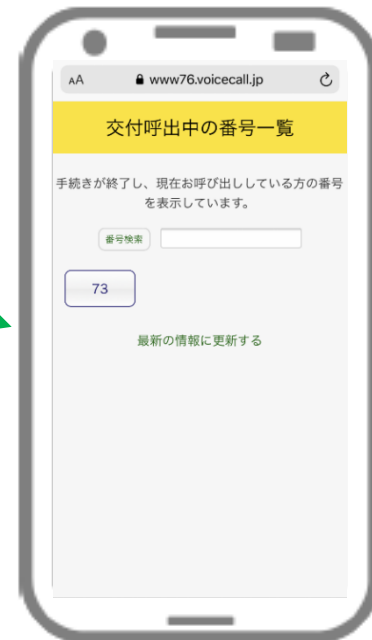 AA www76.voicecall.jp
交付呼出中の番号一覧
手続きが終了し、現在お呼び出ししている方の番号
を表示しています。
番号検索
73
最新の情報に更新する